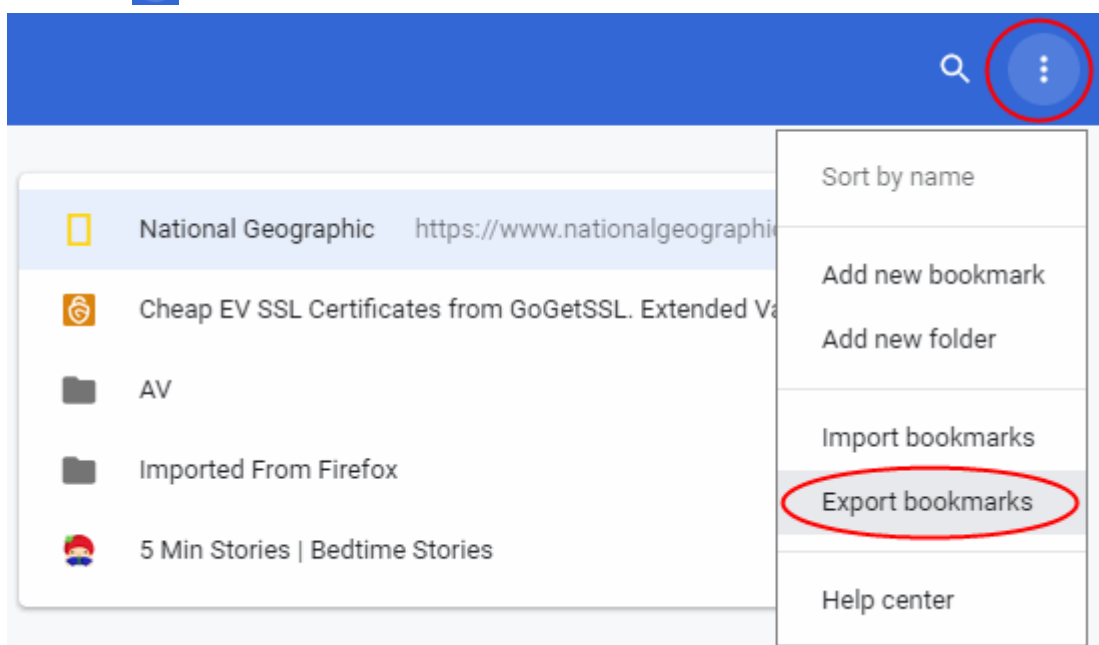 Sort by name
National Geographic https://www.nationalgeographi
Add new bookmark
Cheap EV SSL Certificates from GoGetSSL. Extended Va
Add new folder
AV
Import bookmarks
Imported From Firefox
Export bookmarks
5 Min Stories | Bedtime Stories
Help center